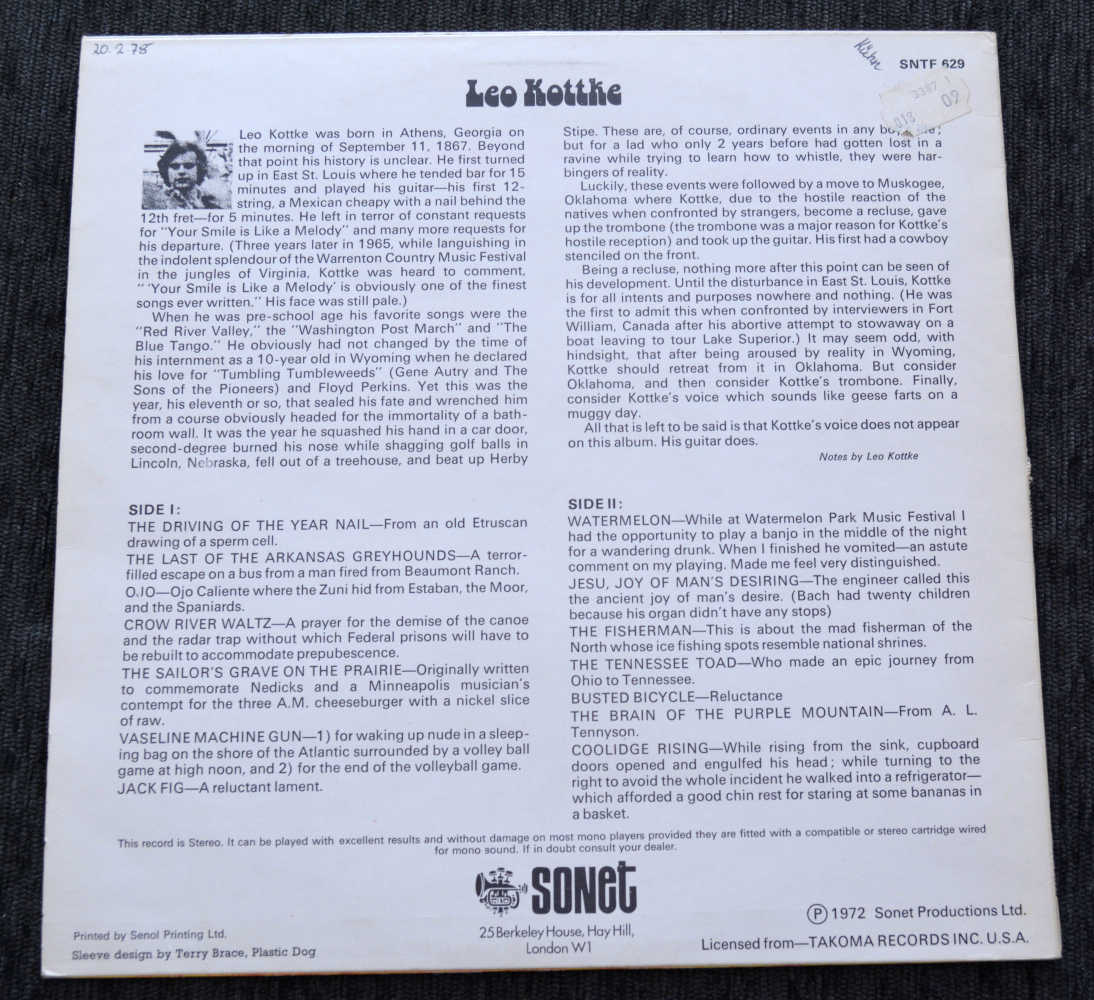 20.2.78
SNTF 629
3387
018 09
Leo Kottke
Leo Kottke was born in Athens, Georgia on
the morning of September 11, 1867. Beyond
that point his history is unclear. He first turned
up in East St. Louis where he tended bar for 15
minutes and played his guitar—his first 12-
string, a Mexican cheapy with a nail behind the
12th fret—for 5 minutes. He left in terror of constant requests
for "Your Smile is Like a Melody" and many more requests for
his departure. (Three years later in 1965, while languishing in
the indolent splendour of the Warrenton Country Music Festival
in the jungles of Virginia, Kottke was heard to comment,
"'Your Smile is Like a Melody' is obviously one of the finest
songs ever written." His face was still pale.)
When he was pre-school age his favorite songs were the
"Red River Valley," the "Washington Post March" and "The
Blue Tango." He obviously had not changed by the time of
his internment as a 10-year old in Wyoming when he declared
his love for "Tumbling Tumbleweeds" (Gene Autry and The
Sons of the Pioneers) and Floyd Perkins. Yet this was the
year, his eleventh or so, that sealed his fate and wrenched him
from a course obviously headed for the immortality of a bath-
room wall. It was the year he squashed his hand in a car door,
second-degree burned his nose while shagging golf balls in
Lincoln, Nebraska, fell out of a treehouse, and beat up Herby
Stipe. These are, of course, ordinary events in any
but for a lad who only 2 years before had gotten lost in a
ravine while trying to learn how to whistle, they were har-
bingers of reality.
Luckily, these events were followed by a move to Muskogee,
Oklahoma where Kottke, due to the hostile reaction of the
natives when confronted by strangers, become a recluse, gave
up the trombone (the trombone was a major reason for Kottke's
hostile reception) and took up the guitar. His first had a cowboy
stenciled on the front.
Being a recluse, nothing more after this point can be seen of
his development. Until the disturbance in East St. Louis, Kottke
is for all intents and purposes nowhere and nothing. (He was
the first to admit this when confronted by interviewers in Fort
William, Canada after his abortive attempt to stowaway on a
boat leaving to tour Lake Superior.) It may seem odd, with
hindsight, that after being aroused by reality in Wyoming,
Kottke should retreat from it in Oklahoma. But consider
Oklahoma, and then consider Kottke's trombone. Finally,
consider Kottke's voice which sounds like geese farts on a
muggy day.
All that is left to be said is that Kottke's voice does not appear
on this album. His guitar does.
Notes by Leo Kottke
SIDE I:
THE DRIVING OF THE YEAR NAIL—From an old Etruscan
drawing of a sperm cell.
THE LAST OF THE ARKANSAS GREYHOUNDS—A terror-
filled escape on a bus from a man fired from Beaumont Ranch.
OJO—Ojo Caliente where the Zuni hid from Estaban, the Moor,
and the Spaniards.
CROW RIVER WALTZ—A prayer for the demise of the canoe
and the radar trap without which Federal prisons will have to
be rebuilt to accommodate prepubescence.
THE SAILOR'S GRAVE ON THE PRAIRIE—Originally written
to commemorate Nedicks and a Minneapolis musician's
contempt for the three A.M. cheeseburger with a nickel slice
of raw.
VASELINE MACHINE GUN—1) for waking up nude in a sleep-
ing bag on the shore of the Atlantic surrounded by a volley ball
game at high noon, and 2) for the end of the volleyball game.
JACK FIG—A reluctant lament.
SIDE II:
WATERMELON—While at Watermelon Park Music Festival I
had the opportunity to play a banjo in the middle of the night
for a wandering drunk. When I finished he vomited—an astute
comment on my playing. Made me feel very distinguished.
JESU, JOY OF MAN'S DESIRING—The engineer called this
the ancient joy of man's desire. (Bach had twenty children
because his organ didn't have any stops)
THE FISHERMAN—This is about the mad fisherman of the
North whose ice fishing spots resemble national shrines.
THE TENNESSEE TOAD—Who made an epic journey from
Ohio to Tennessee.
BUSTED BICYCLE—Reluctance
THE BRAIN OF THE PURPLE MOUNTAIN—From A. L.
Tennyson.
COOLIDGE RISING—While rising from the sink, cupboard
doors opened and engulfed his head; while turning to the
right to avoid the whole incident he walked into a refrigerator—
which afforded a good chin rest for staring at some bananas in
a basket.
This record is Stereo. It can be played with excellent results and without damage on most mono players provided they are fitted with a compatible or stereo cartridge wired
for mono sound. If in doubt consult your dealer.
SONET
25 Berkeley House, Hay Hill,
London W1
Printed by Senol Printing Ltd.
Sleeve design by Terry Brace, Plastic Dog
Ⓟ 1972 Sonet Productions Ltd.
Licensed from—TAKOMA RECORDS INC. U.S.A.